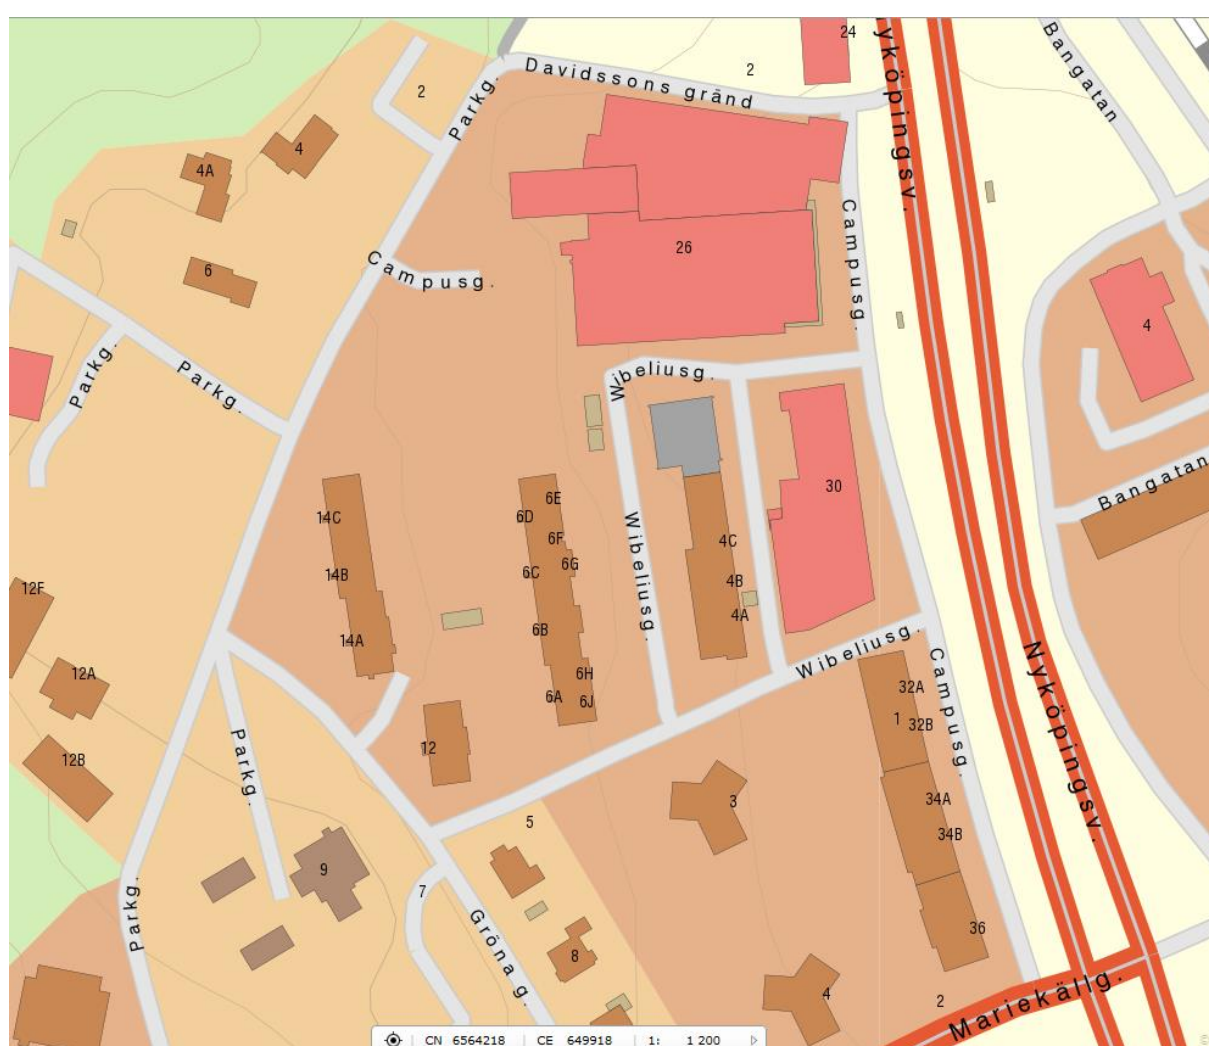 24
Nyköpingsv.
Bangatan
2
Davidssons gränd
2
Parkg.
4
4A
Campusg.
26
6
Campusg.
4
Parkg.
Parkg.
Wibeliusg.
30
Bangatan
14C
6E
6D
6F
6G
6C
14B
4C
4B
4A
Wibeliusg.
12F
6B
14A
Wibeliusg.
12A
6H
6A
6J
Campusg.
32A
1
32B
Nyköpingsv.
12
12B
Parkg.
34A
3
34B
5
9
7
Parkg.
Gröna g.
36
8
4
2
Mariekällg.
CN 6564218 CE 649918 1: 1 200